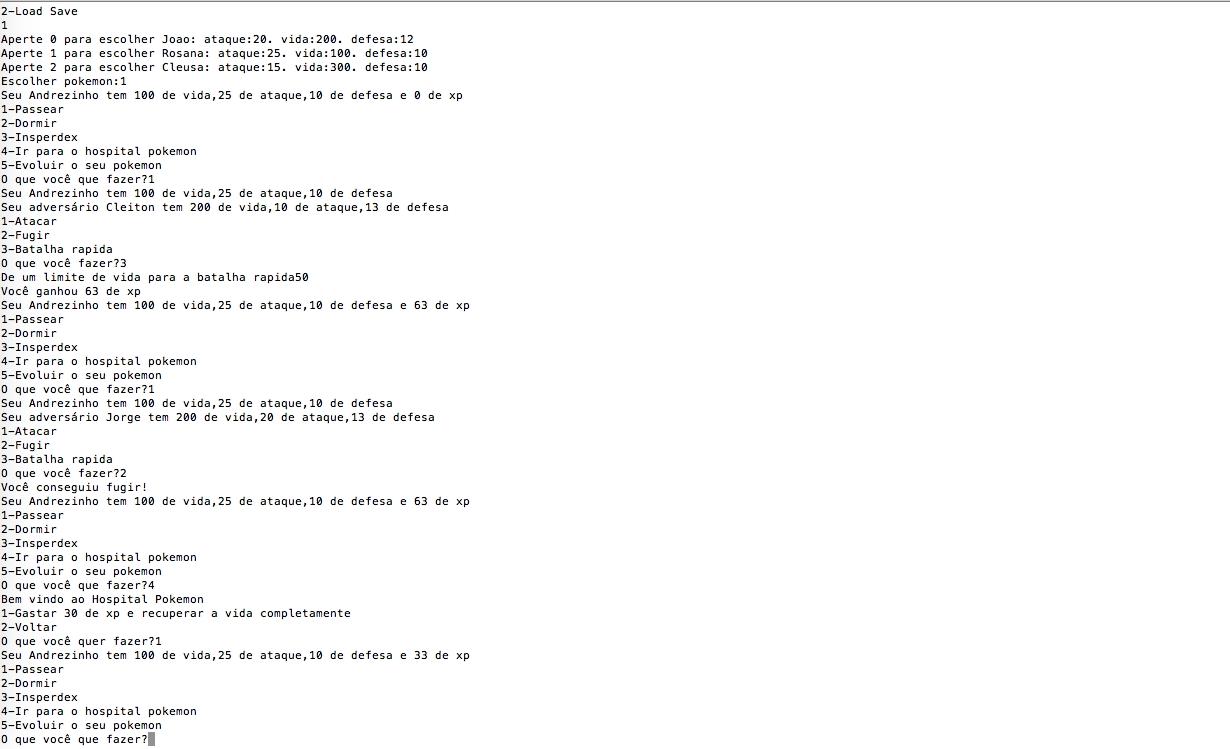 2-Load Save
1
Aperte 0 para escolher Joao: ataque:20. vida:200. defesa:12
Aperte 1 para escolher Rosana: ataque:25. vida:100. defesa:10
Aperte 2 para escolher Cleusa: ataque:15. vida:300. defesa:10
Escolher pokemon:1
Seu Andrezinho tem 100 de vida,25 de ataque,10 de defesa e 0 de xp
1-Passear
2-Dormir
3-Insperdex
4-Ir para o hospital pokemon
5-Evoluir o seu pokemon
O que você que fazer?1
Seu Andrezinho tem 100 de vida,25 de ataque,10 de defesa
Seu adversário Cleiton tem 200 de vida,10 de ataque,13 de defesa
1-Atacar
2-Fugir
3-Batalha rapida
O que você fazer?3
De um limite de vida para a batalha rapida50
Você ganhou 63 de xp
Seu Andrezinho tem 100 de vida,25 de ataque,10 de defesa e 63 de xp
1-Passear
2-Dormir
3-Insperdex
4-Ir para o hospital pokemon
5-Evoluir o seu pokemon
O que você que fazer?1
Seu Andrezinho tem 100 de vida,25 de ataque,10 de defesa
Seu adversário Jorge tem 200 de vida,20 de ataque,13 de defesa
1-Atacar
2-Fugir
3-Batalha rapida
O que você fazer?2
Você conseguiu fugir!
Seu Andrezinho tem 100 de vida,25 de ataque,10 de defesa e 63 de xp
1-Passear
2-Dormir
3-Insperdex
4-Ir para o hospital pokemon
5-Evoluir o seu pokemon
O que você que fazer?4
Bem vindo ao Hospital Pokemon
1-Gastar 30 de xp e recuperar a vida completamente
2-Voltar
O que você quer fazer?1
Seu Andrezinho tem 100 de vida,25 de ataque,10 de defesa e 33 de xp
1-Passear
2-Dormir
3-Insperdex
4-Ir para o hospital pokemon
5-Evoluir o seu pokemon
O que você que fazer?